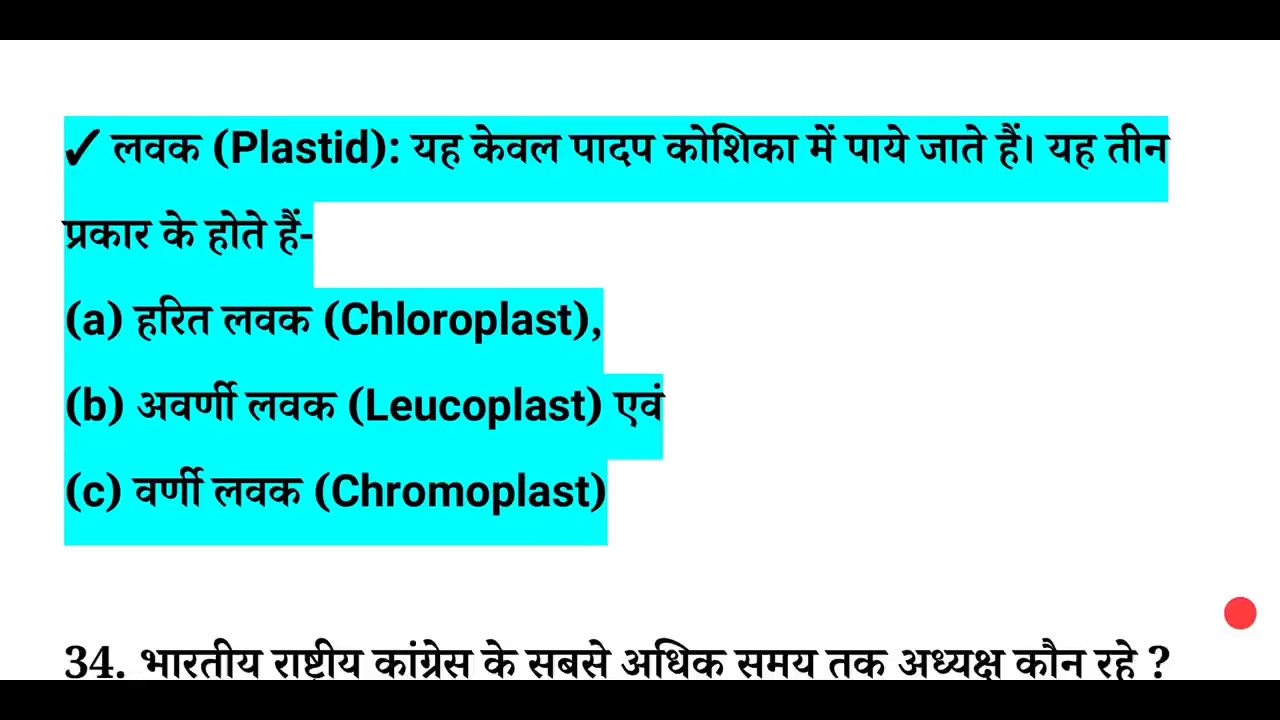 ✓ लवक (Plastid): यह केवल पादप कोशिका में पाये जाते हैं। यह तीन
प्रकार के होते हैं-
(a) हरित लवक (Chloroplast),
(b) अवर्णी लवक (Leucoplast) एवं
(c) वर्णी लवक (Chromoplast)
34. भारतीय राष्ट्रीय कांग्रेस के सबसे अधिक समय तक अध्यक्ष कौन रहे ?